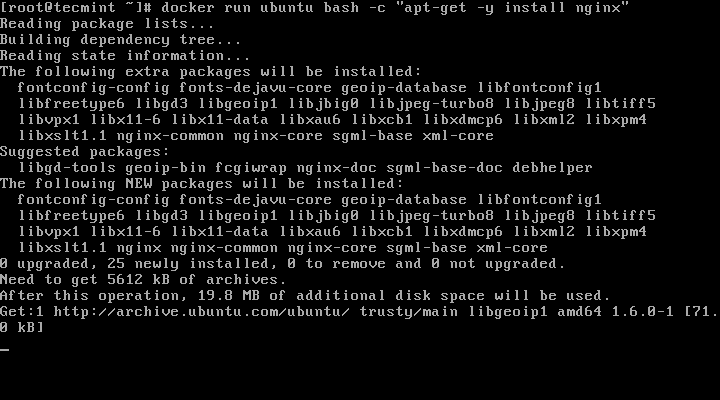 [root@tecmint ~]# docker run ubuntu bash -c "apt-get -y install nginx"
Reading package lists...
Building dependency tree...
Reading state information...
The following extra packages will be installed:
  fontconfig-config fonts-dejavu-core geoip-database libfontconfig1
  libfreetype6 libgd3 libgeoip1 libjbig0 libjpeg-turbo8 libjpeg8 libtiff5
  libvpx1 libx11-6 libx11-data libxau6 libxcb1 libxdmcp6 libxml2 libxpm4
  libxslt1.1 nginx-common nginx-core sgml-base xml-core
Suggested packages:
  libgd-tools geoip-bin fcgiwrap nginx-doc sgml-base-doc debhelper
The following NEW packages will be installed:
  fontconfig-config fonts-dejavu-core geoip-database libfontconfig1
  libfreetype6 libgd3 libgeoip1 libjbig0 libjpeg-turbo8 libjpeg8 libtiff5
  libvpx1 libx11-6 libx11-data libxau6 libxcb1 libxdmcp6 libxml2 libxpm4
  libxslt1.1 nginx nginx-common nginx-core sgml-base xml-core
0 upgraded, 25 newly installed, 0 to remove and 0 not upgraded.
Need to get 5612 kB of archives.
After this operation, 19.8 MB of additional disk space will be used.
Get:1 http://archive.ubuntu.com/ubuntu/ trusty/main libgeoip1 amd64 1.6.0-1 [71.
0 kB]